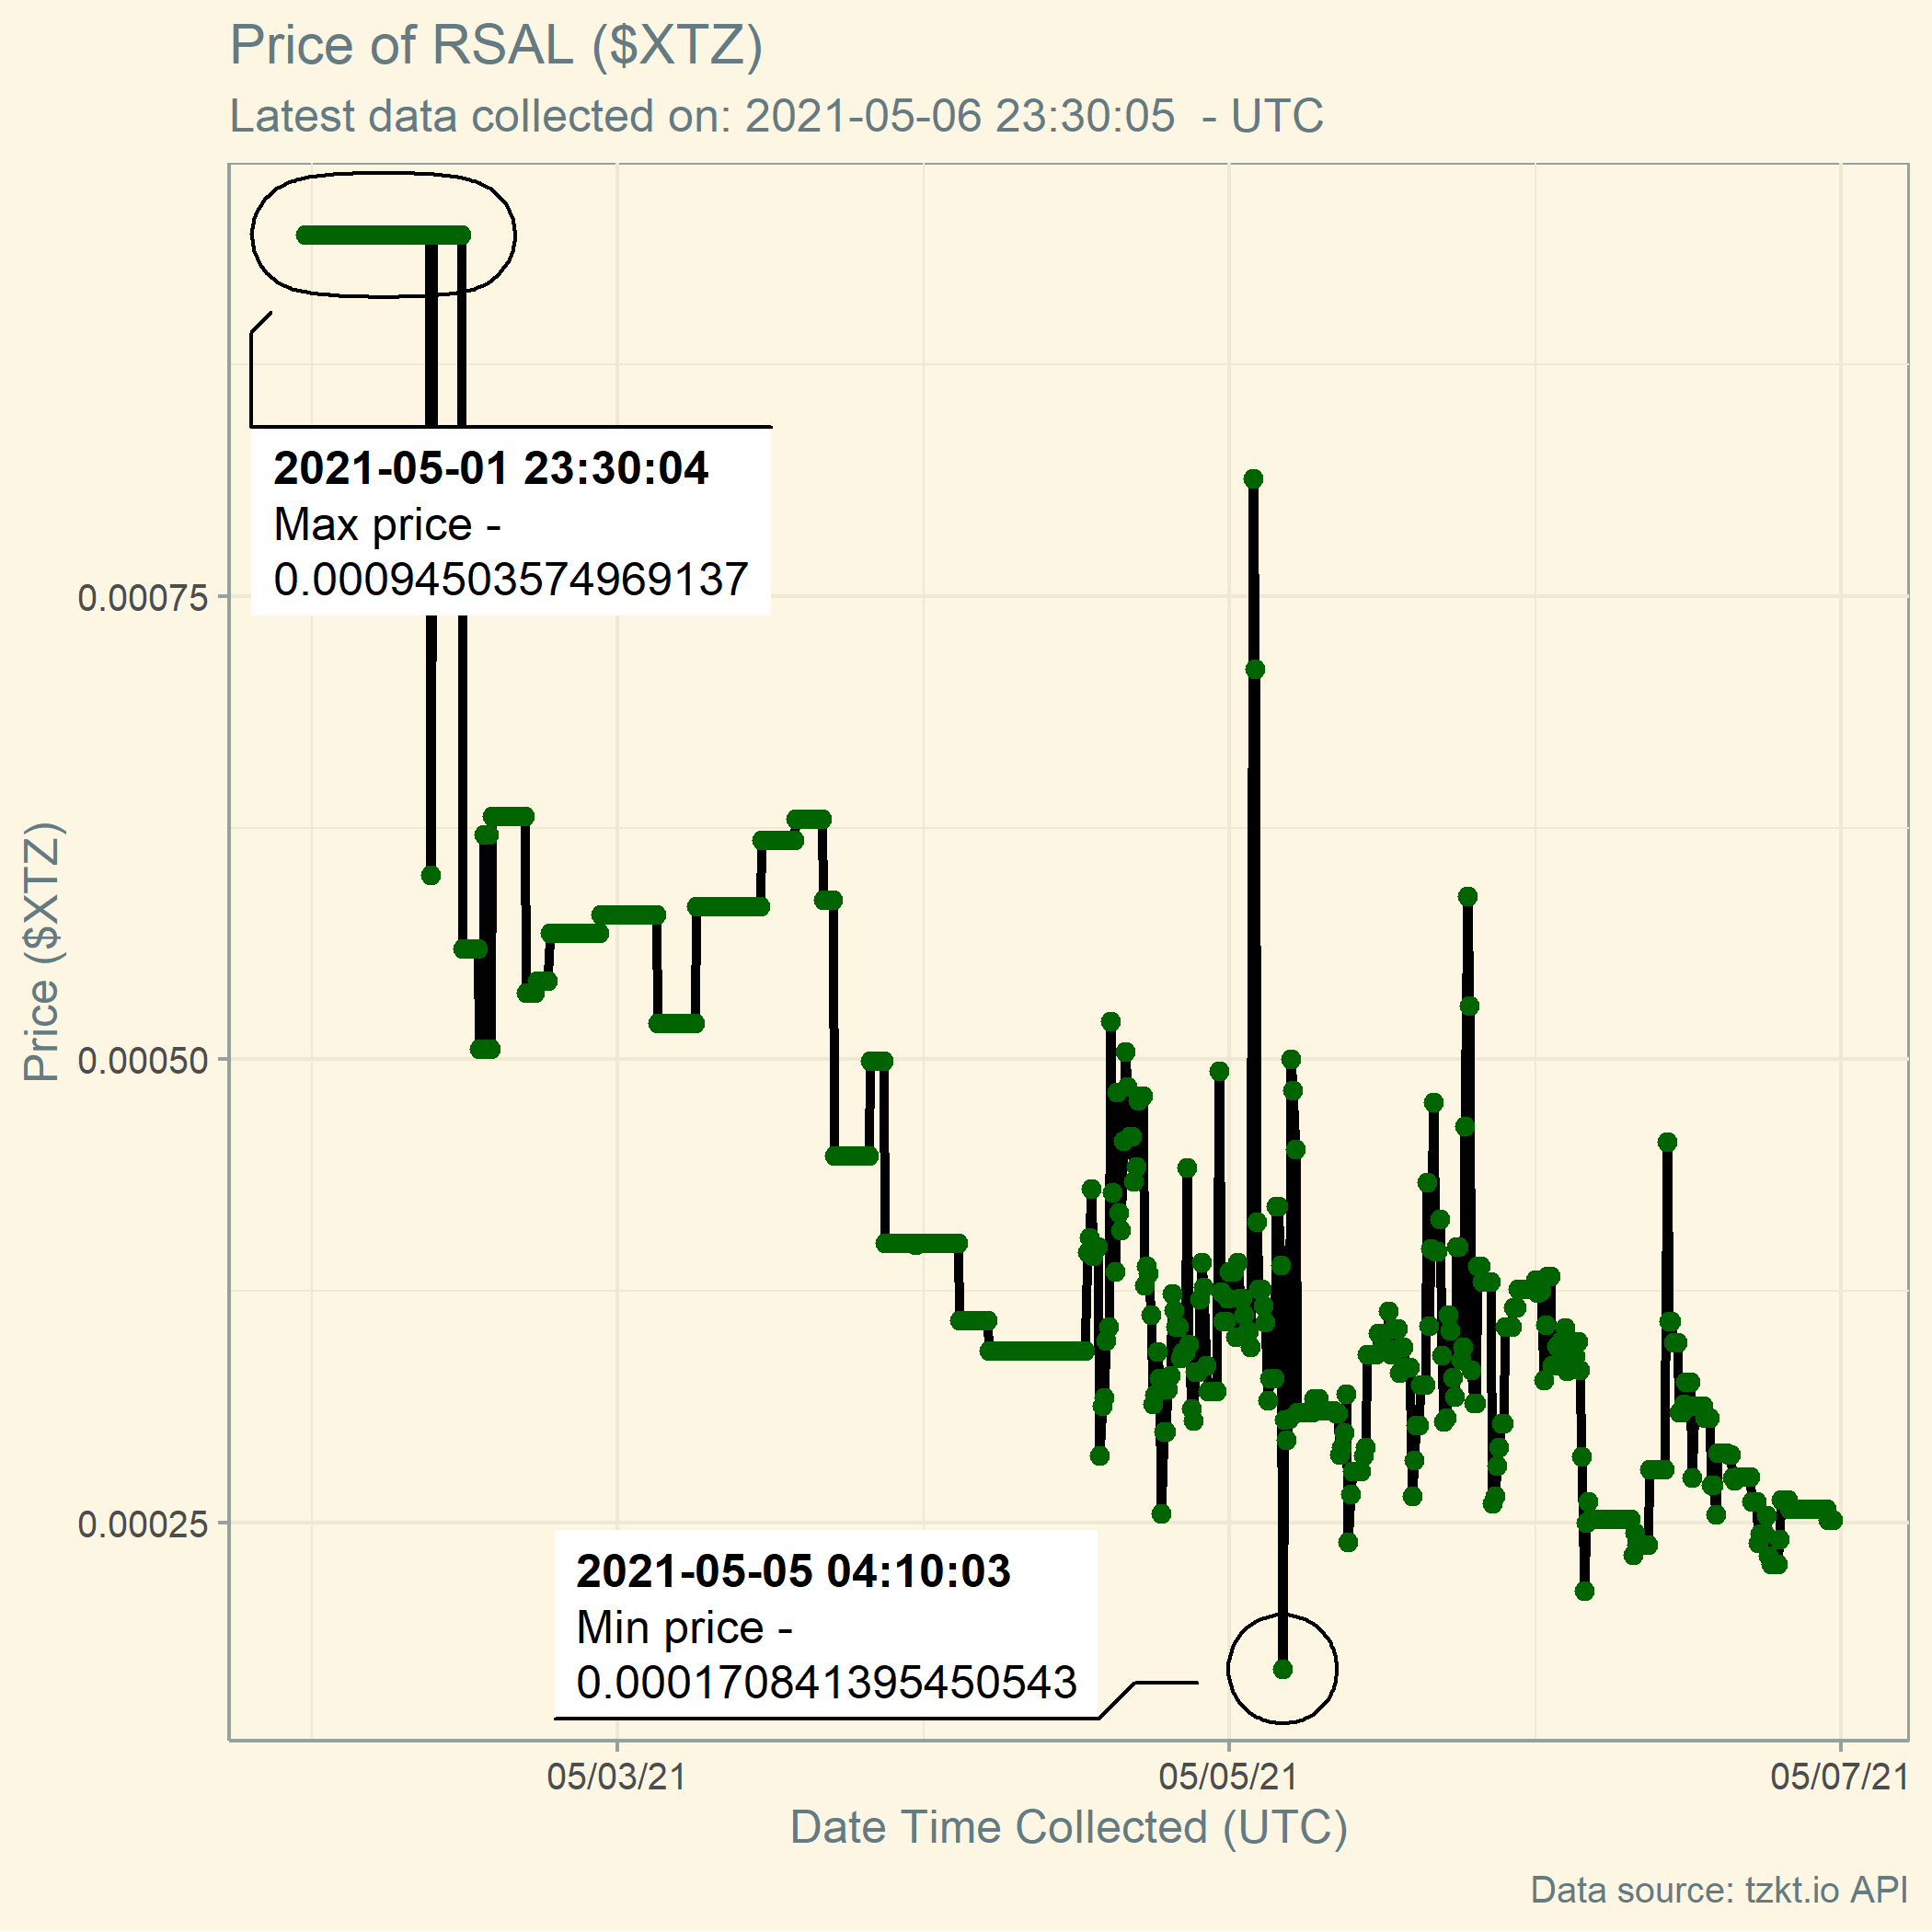 Price of RSAL ($XTZ)
Latest data collected on: 2021-05-06 23:30:05  - UTC
2021-05-01 23:30:04
Max price -
0.000945035749​69137
0.00075
Price ($XTZ)
0.00050
0.00025
2021-05-05 04:10:03
Min price -
0.000170841395450543
05/03/21
05/05/21
05/07/21
Date Time Collected (UTC)
Data source: tzkt.io API